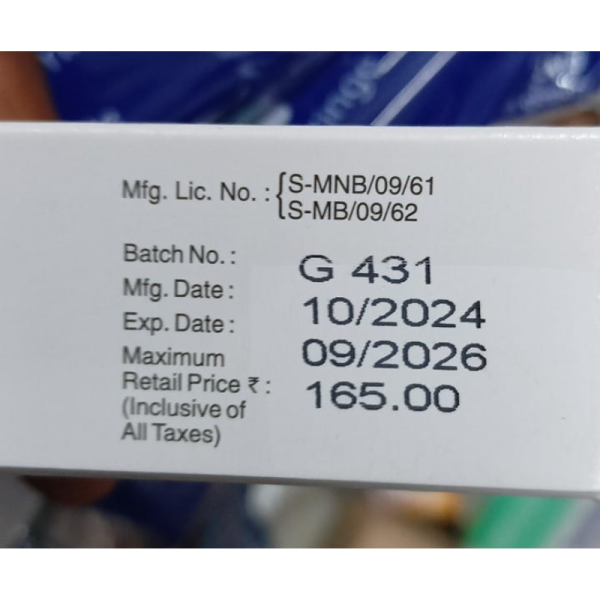 Mfg. Lic. No. : {S-MNB/09/61
S-MB/09/62
Batch No. : G 431
Mfg. Date : 10/2024
Exp. Date : 09/2026
Maximum
Retail Price ₹ : 165.00
(Inclusive of
All Taxes)